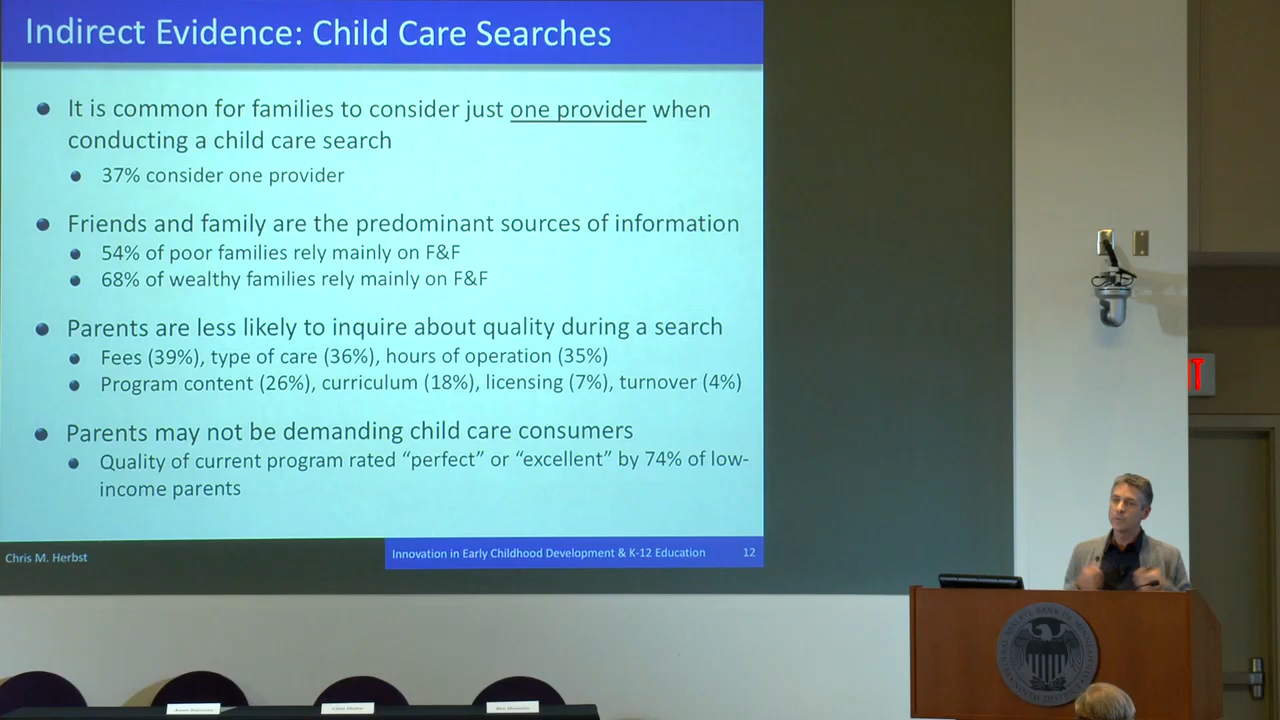 Indirect Evidence: Child Care Searches
It is common for families to consider just one provider when
conducting a child care search
37% consider one provider
Friends and family are the predominant sources of information
54% of poor families rely mainly on F&F
68% of wealthy families rely mainly on F&F
Parents are less likely to inquire about quality during a search
Fees (39%), type of care (36%), hours of operation (35%)
Program content (26%), curriculum (18%), licensing (7%), turnover (4%)
Parents may not be demanding child care consumers
Quality of current program rated “perfect” or “excellent” by 74% of low-
income parents
Chris M. Herbst
Innovation in Early Childhood Development & K-12 Education 12